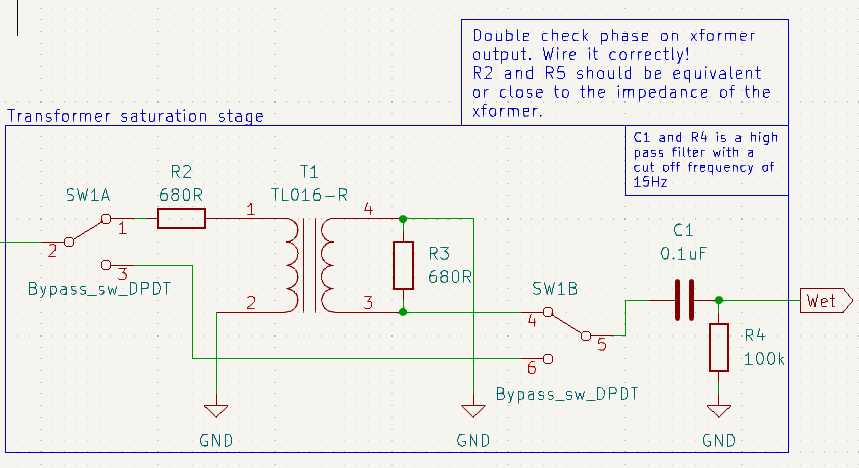 Double check phase on xformer
output. Wire it correctly!
R2 and R5 should be equivalent
or close to the impedance of the
xformer.
Transformer saturation stage
C1 and R4 is a high
pass filter with a
cut off frequency of
15Hz
R2
680R
T1
TL016-R
SW1A
1
2
3
Bypass_sw_DPDT
1
2
4
3
R3
680R
SW1B
4
5
6
Bypass_sw_DPDT
C1
0.1uF
Wet
R4
100k
GND
GND
GND